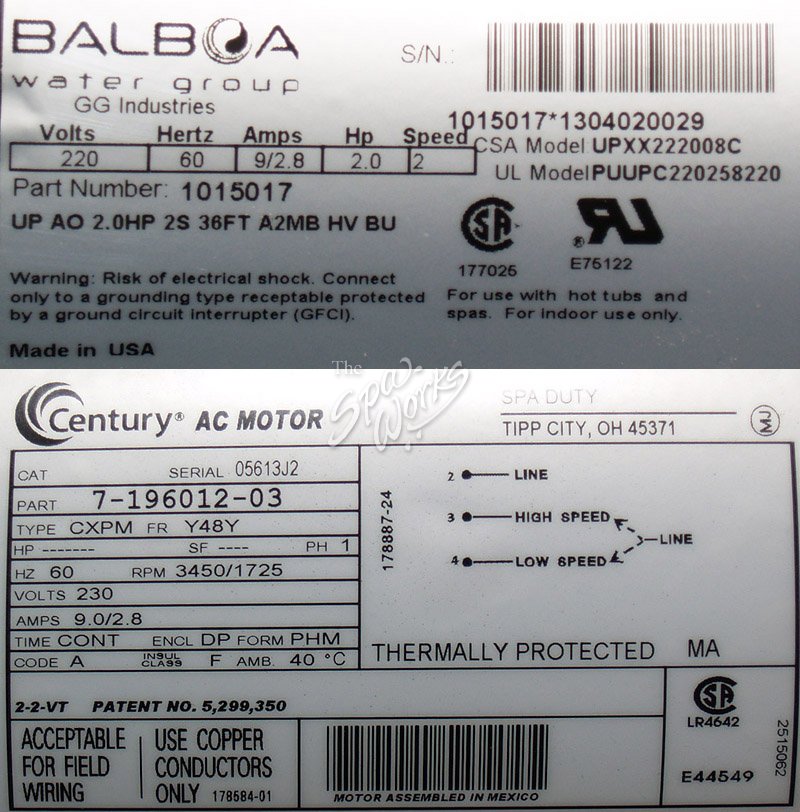 BALBOA
water group
GG Industries
S/N.:
1015017*1304020029
Volts Hertz Amps Hp Speed
220 60 9/2.8 2.0 2
CSA Model UPXX222008C
UL Model PUUPC220258220
Part Number: 1015017
UP AO 2.0HP 2S 36FT A2MB HV BU
177025
E75122
Warning: Risk of electrical shock. Connect
only to a grounding type receptable protected
by a ground circuit interrupter (GFCI).
For use with hot tubs and
spas. For indoor use only.
Made in USA
The
Spa
Works
Century® AC MOTOR
SPA DUTY
TIPP CITY, OH 45371
MJ
CAT SERIAL 05613J2
PART 7-196012-03
TYPE CXPM FR Y48Y
HP ------- SF ---- PH 1
HZ 60 RPM 3450/1725
VOLTS 230
AMPS 9.0/2.8
TIME CONT ENCL DP FORM PHM
CODE A INSUL CLASS F AMB. 40 °C
178887-24
2 LINE
3 HIGH SPEED
LINE
4 LOW SPEED
THERMALLY PROTECTED MA
2-2-VT PATENT NO. 5,299,350
ACCEPTABLE
FOR FIELD
WIRING
USE COPPER
CONDUCTORS
ONLY 178584-01
MOTOR ASSEMBLED IN MEXICO
LR4642
E44549
2515062